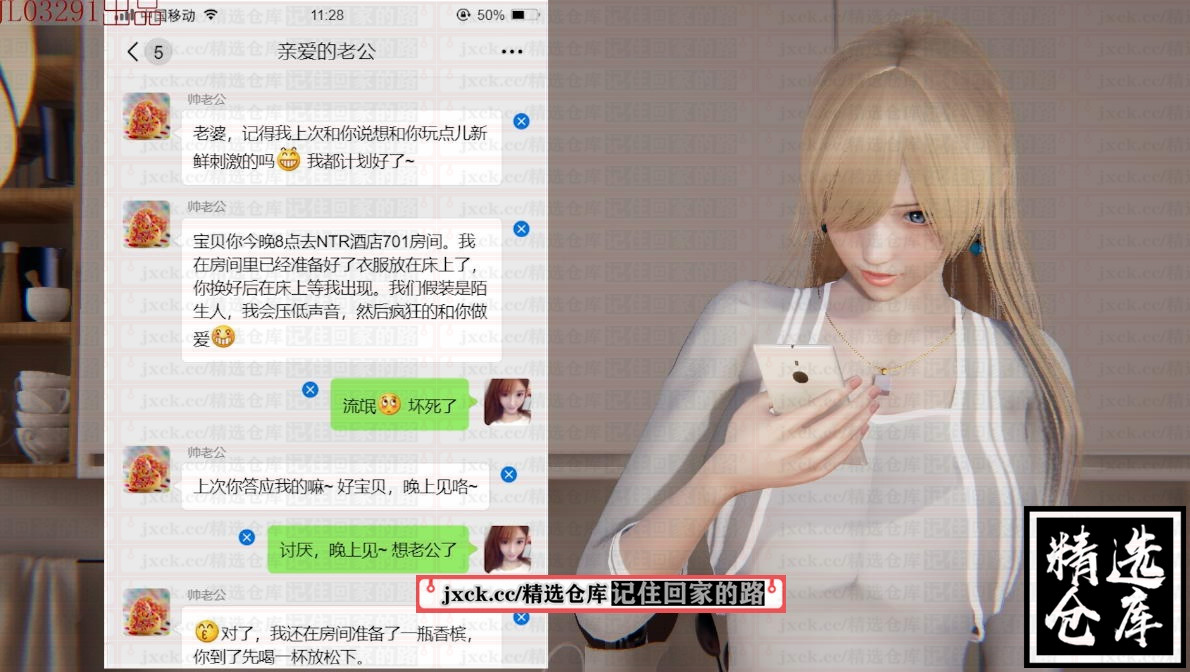 JL03291出品
中国移动 11:28 50%
5 亲爱的老公 •••
帅老公
老婆，记得我上次和你说想和你玩点儿新
鲜刺激的吗😁 我都计划好了~
帅老公
宝贝你今晚8点去NTR酒店701房间。我
在房间里已经准备好了衣服放在床上了，
你换好后在床上等我出现。我们假装是陌
生人，我会压低声音，然后疯狂的和你做
爱😁
流氓😳 坏死了
帅老公
上次你答应我的嘛~ 好宝贝，晚上见咯~
讨厌，晚上见~ 想老公了
帅老公
😙对了，我还在房间准备了一瓶香槟，
你到了先喝一杯放松下。
jxck.cc/精选仓库 记住回家的路
精选
仓库